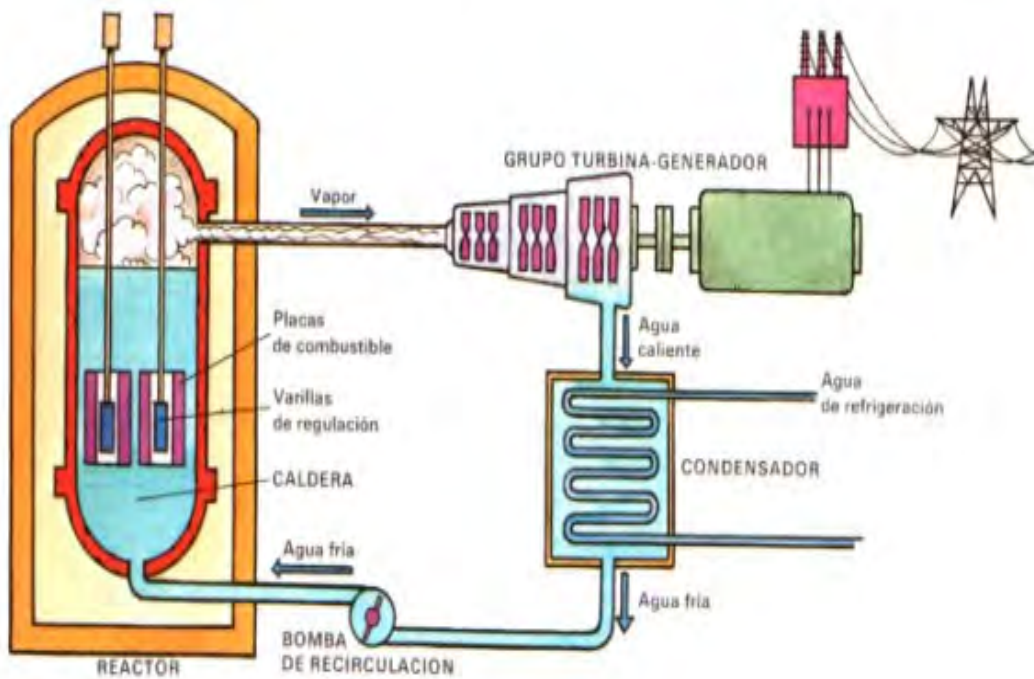 GRUPO TURBINA-GENERADOR
Vapor
Placas
de combustible
Varillas
de regulación
CALDERA
Agua
caliente
Agua
de refrigeración
CONDENSADOR
Agua fría
Agua fría
BOMBA
DE RECIRCULACION
REACTOR